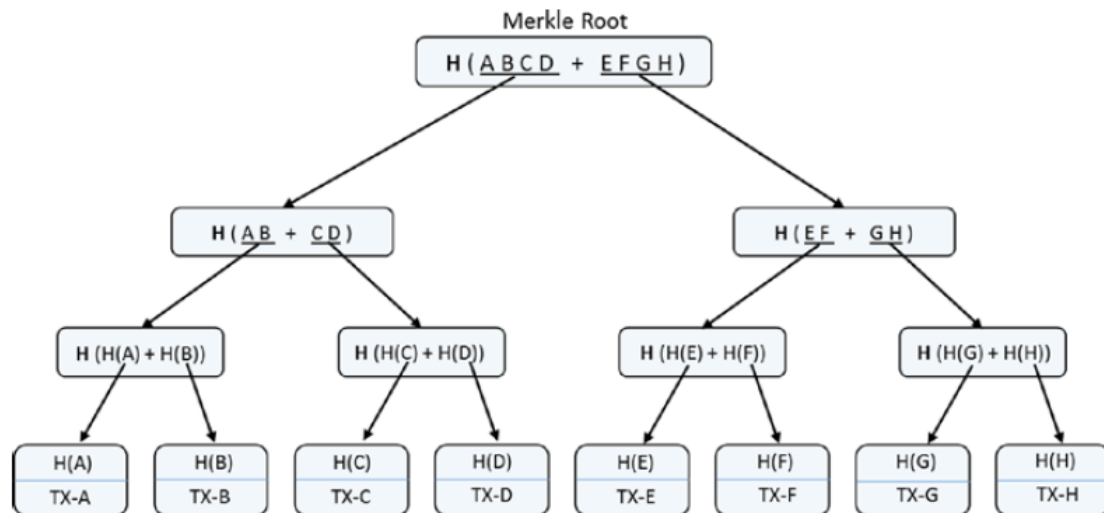 Merkle Root
H ( A B C D + E F G H )
H ( A B + C D )
H ( E F + G H )
H (H(A) + H(B))
H (H(C) + H(D))
H (H(E) + H(F))
H (H(G) + H(H))
H(A)
TX-A
H(B)
TX-B
H(C)
TX-C
H(D)
TX-D
H(E)
TX-E
H(F)
TX-F
H(G)
TX-G
H(H)
TX-H